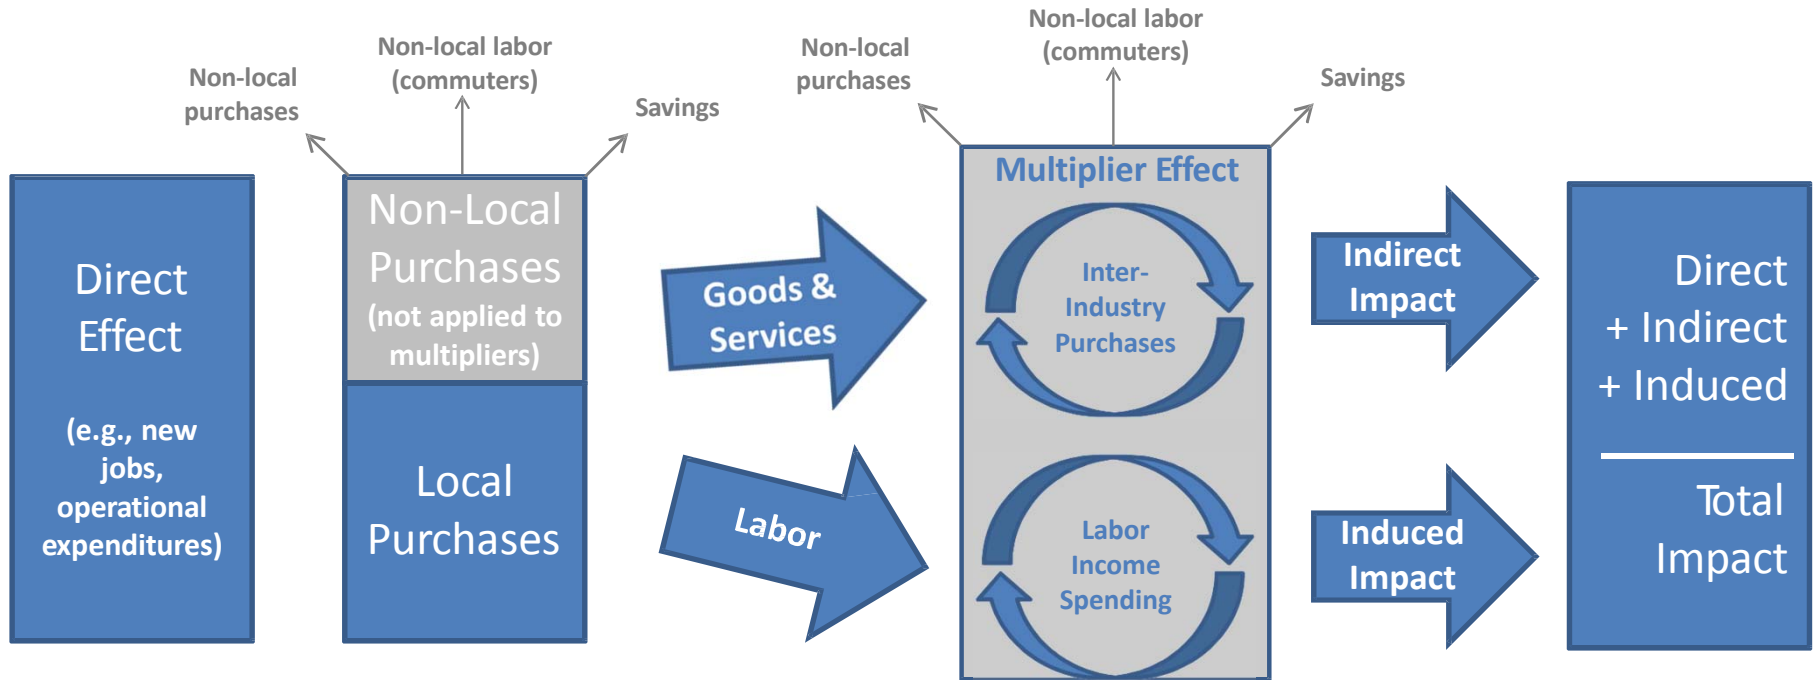 Non-local
purchases
Non-local labor
(commuters)
Savings
Non-local
purchases
Non-local labor
(commuters)
Savings
Direct
Effect
(e.g., new
jobs,
operational
expenditures)
Non-Local
Purchases
(not applied to
multipliers)
Local
Purchases
Goods &
Services
Labor
Multiplier Effect
Inter-
Industry
Purchases
Labor
Income
Spending
Indirect
Impact
Induced
Impact
Direct
+ Indirect
+ Induced
Total
Impact